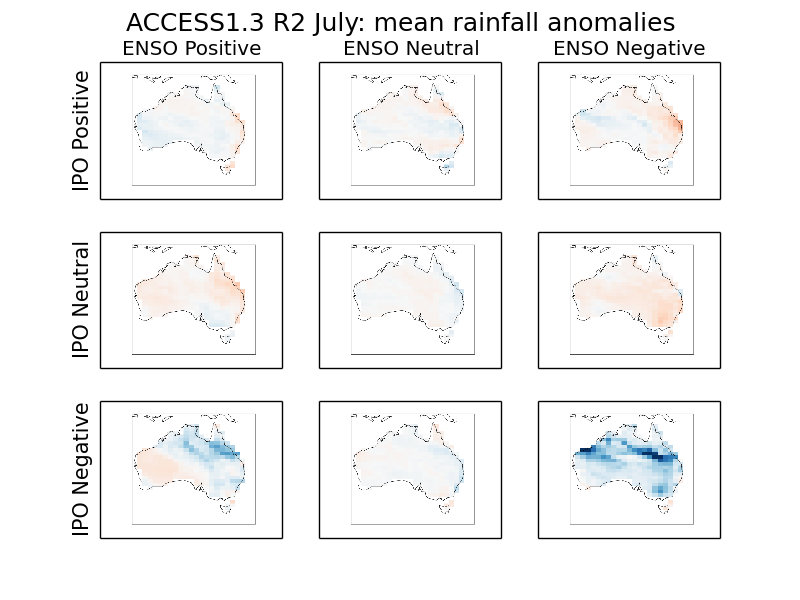 ACCESS1.3 R2 July: mean rainfall anomalies
ENSO Positive ENSO Neutral ENSO Negative
IPO Positive
IPO Neutral
IPO Negative